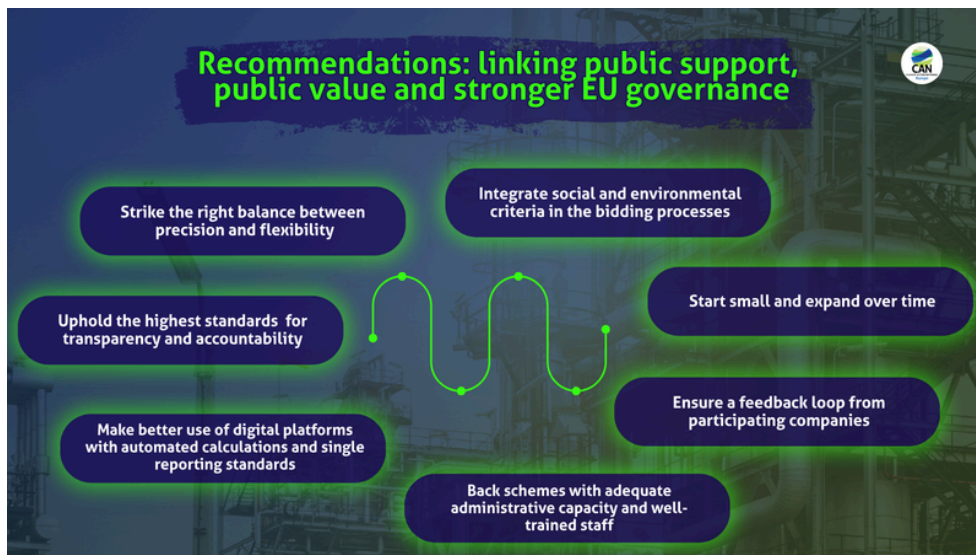 Recommendations: linking public support,
public value and stronger EU governance
CAN
Europe
Strike the right balance between
precision and flexibility
Integrate social and environmental
criteria in the bidding processes
Uphold the highest standards for
transparency and accountability
Start small and expand over time
Make better use of digital platforms
with automated calculations and single
reporting standards
Ensure a feedback loop from
participating companies
Back schemes with adequate
administrative capacity and well-
trained staff